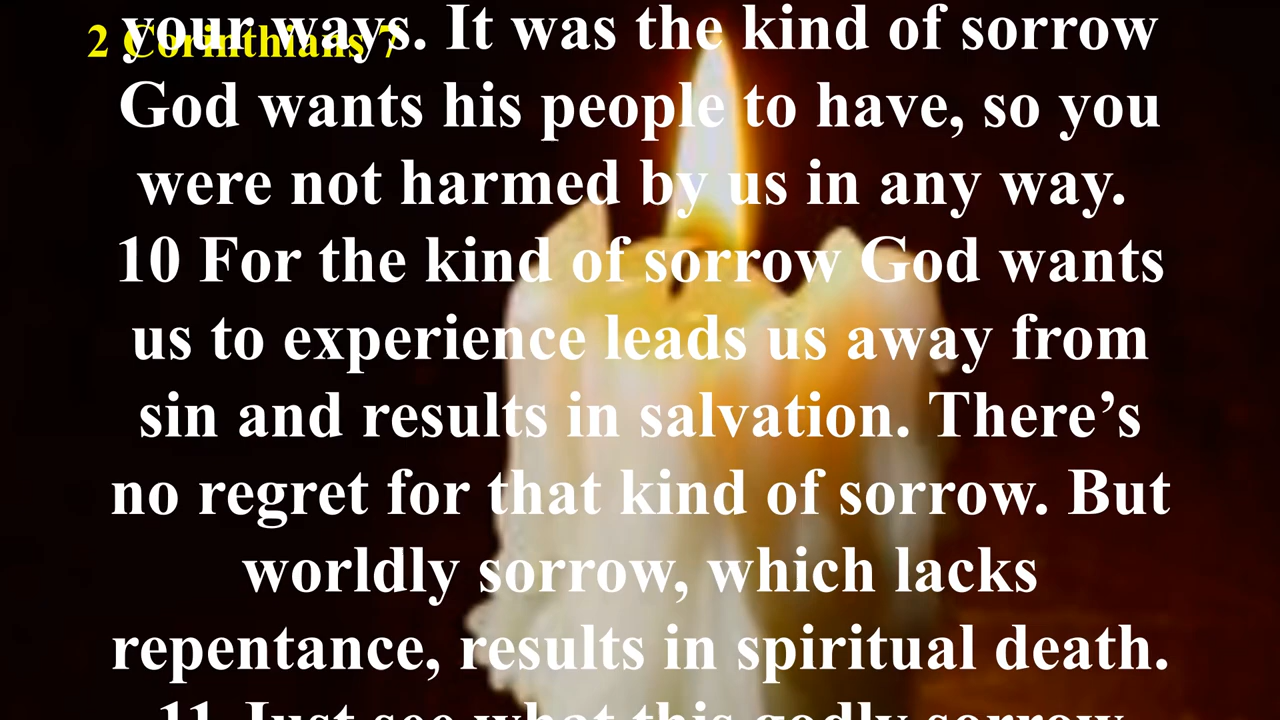 2 Corinthians 7
your ways. It was the kind of sorrow
God wants his people to have, so you
were not harmed by us in any way.
10 For the kind of sorrow God wants
us to experience leads us away from
sin and results in salvation. There’s
no regret for that kind of sorrow. But
worldly sorrow, which lacks
repentance, results in spiritual death.
11 Just see what this godly sorrow